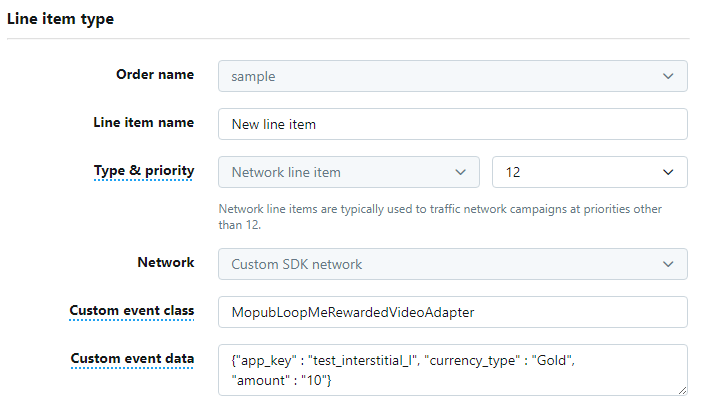 Line item type
Order name
sample
Line item name
New line item
Type & priority
Network line item
12
Network line items are typically used to traffic network campaigns at priorities other
than 12.
Network
Custom SDK network
Custom event class
MopubLoopMeRewardedVideoAdapter
Custom event data
{"app_key" : "test_interstitial_l", "currency_type" : "Gold",
"amount" : "10"}